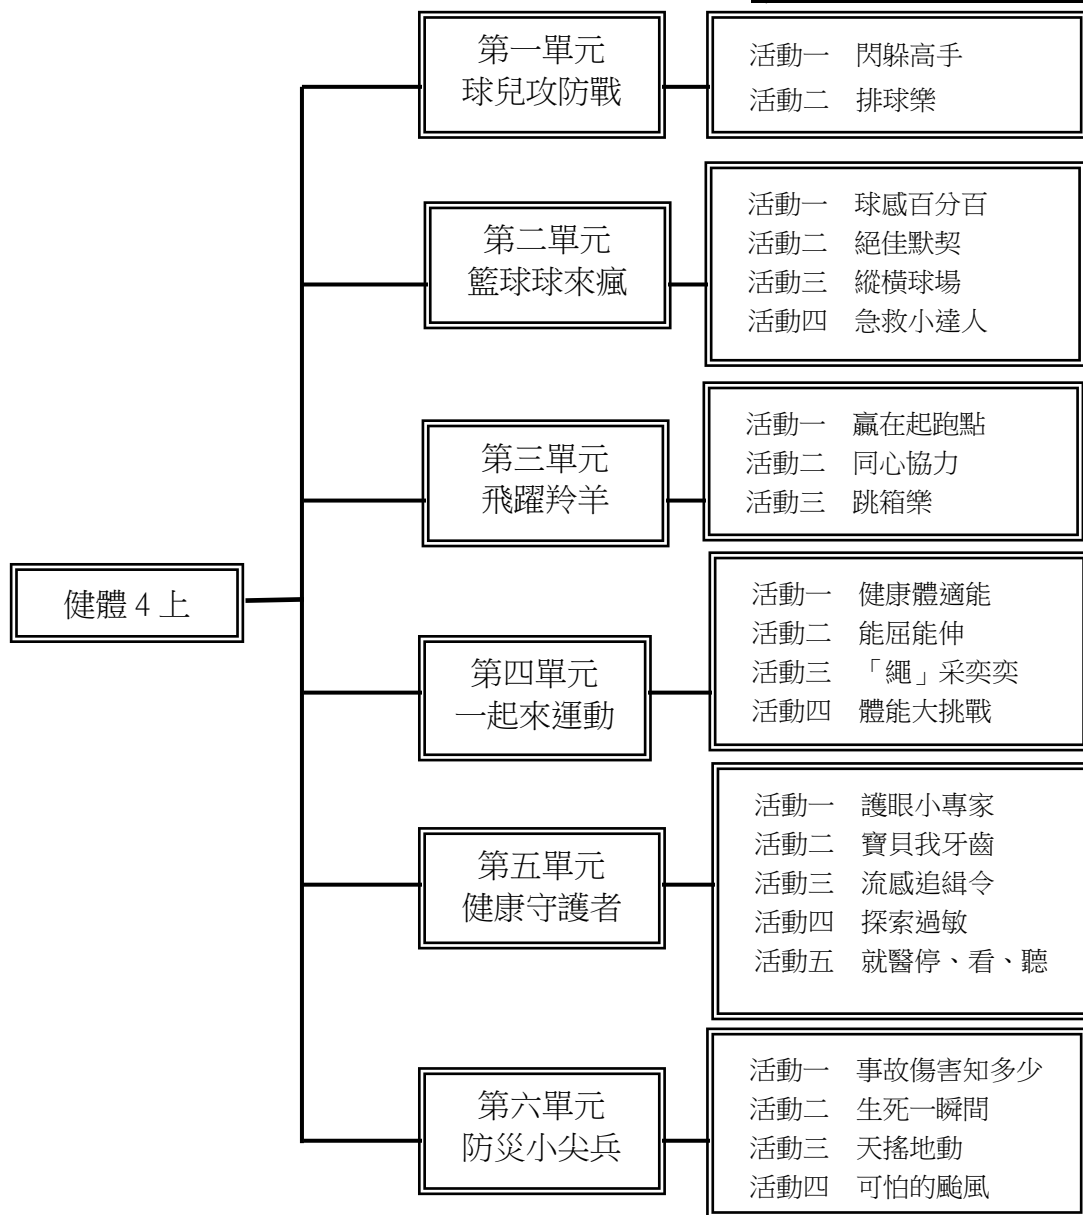 健體 4 上
第一單元
球兒攻防戰
活動一　閃躲高手
活動二　排球樂
第二單元
籃球球來瘋
活動一　球感百分百
活動二　絕佳默契
活動三　縱橫球場
活動四　急救小達人
第三單元
飛躍羚羊
活動一　贏在起跑點
活動二　同心協力
活動三　跳箱樂
第四單元
一起來運動
活動一　健康體適能
活動二　能屈能伸
活動三　「繩」采奕奕
活動四　體能大挑戰
第五單元
健康守護者
活動一　護眼小專家
活動二　寶貝我牙齒
活動三　流感追緝令
活動四　探索過敏
活動五　就醫停、看、聽
第六單元
防災小尖兵
活動一　事故傷害知多少
活動二　生死一瞬間
活動三　天搖地動
活動四　可怕的颱風